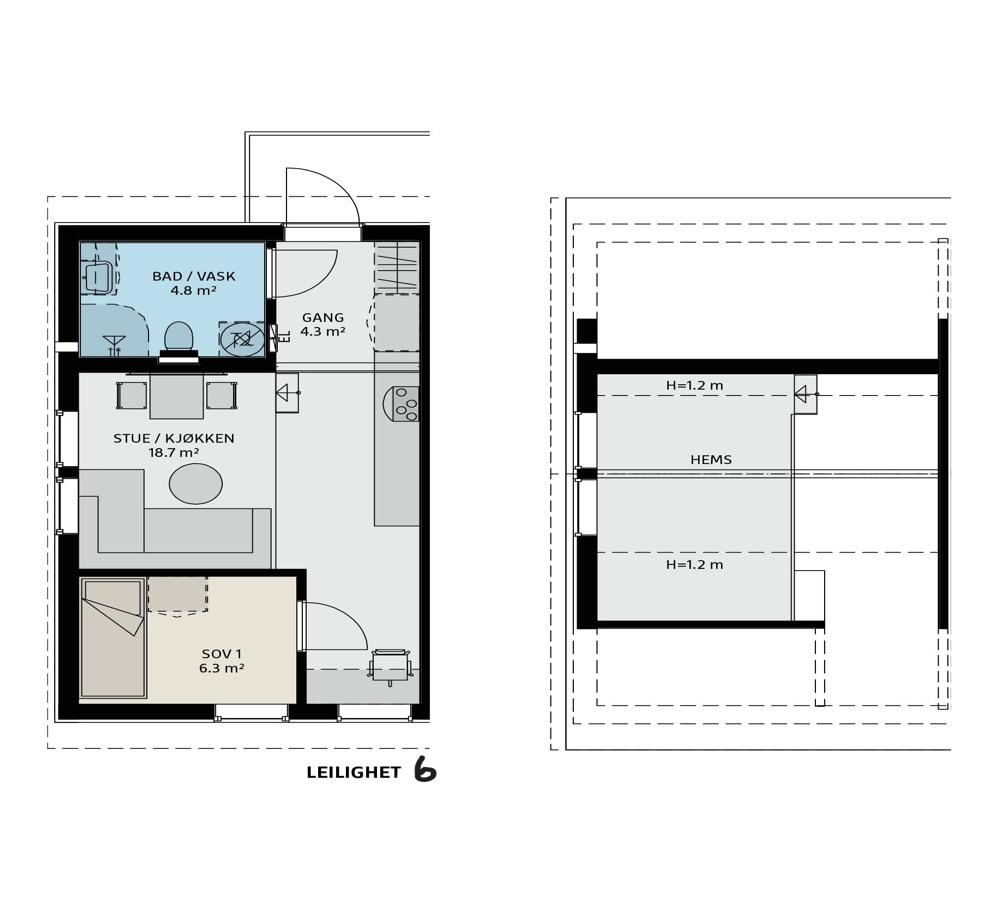 BAD / VASK
4.8 m²
GANG
4.3 m²
EL
STUE / KJØKKEN
18.7 m²
SOV 1
6.3 m²
LEILIGHET 6
H=1.2 m
HEMS
H=1.2 m